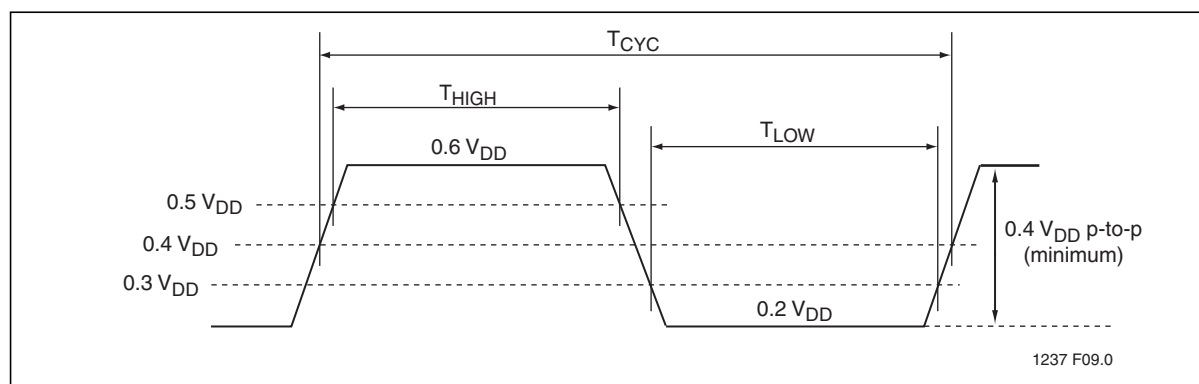 TCYC
THIGH
TLOW
0.6 VDD
0.5 VDD
0.4 VDD
0.4 VDD p-to-p
(minimum)
0.3 VDD
0.2 VDD
1237 F09.0